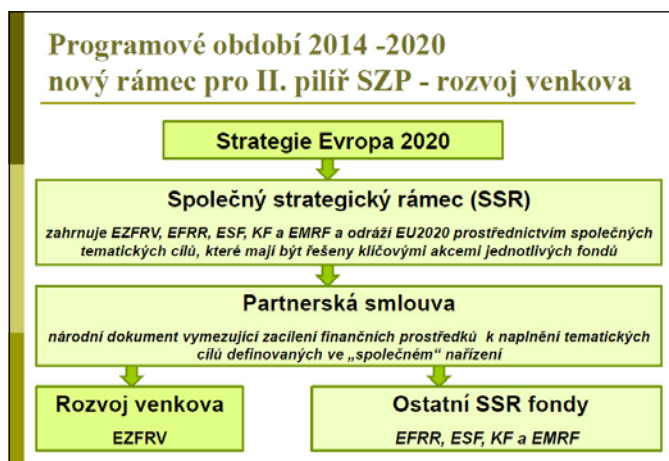 Programové období 2014 -2020
nový rámec pro II. pilíř SZP - rozvoj venkova
Strategie Evropa 2020
Společný strategický rámec (SSR)
zahrnuje EZFRV, EFRR, ESF, KF a EMRF a odráží EU2020 prostřednictvím společných
tematických cílů, které mají být řešeny klíčovými akcemi jednotlivých fondů
Partnerská smlouva
národní dokument vymezující zacílení finančních prostředků k naplnění tematických
cílů definovaných ve „společném“ nařízení
Rozvoj venkova
EZFRV
Ostatní SSR fondy
EFRR, ESF, KF a EMRF